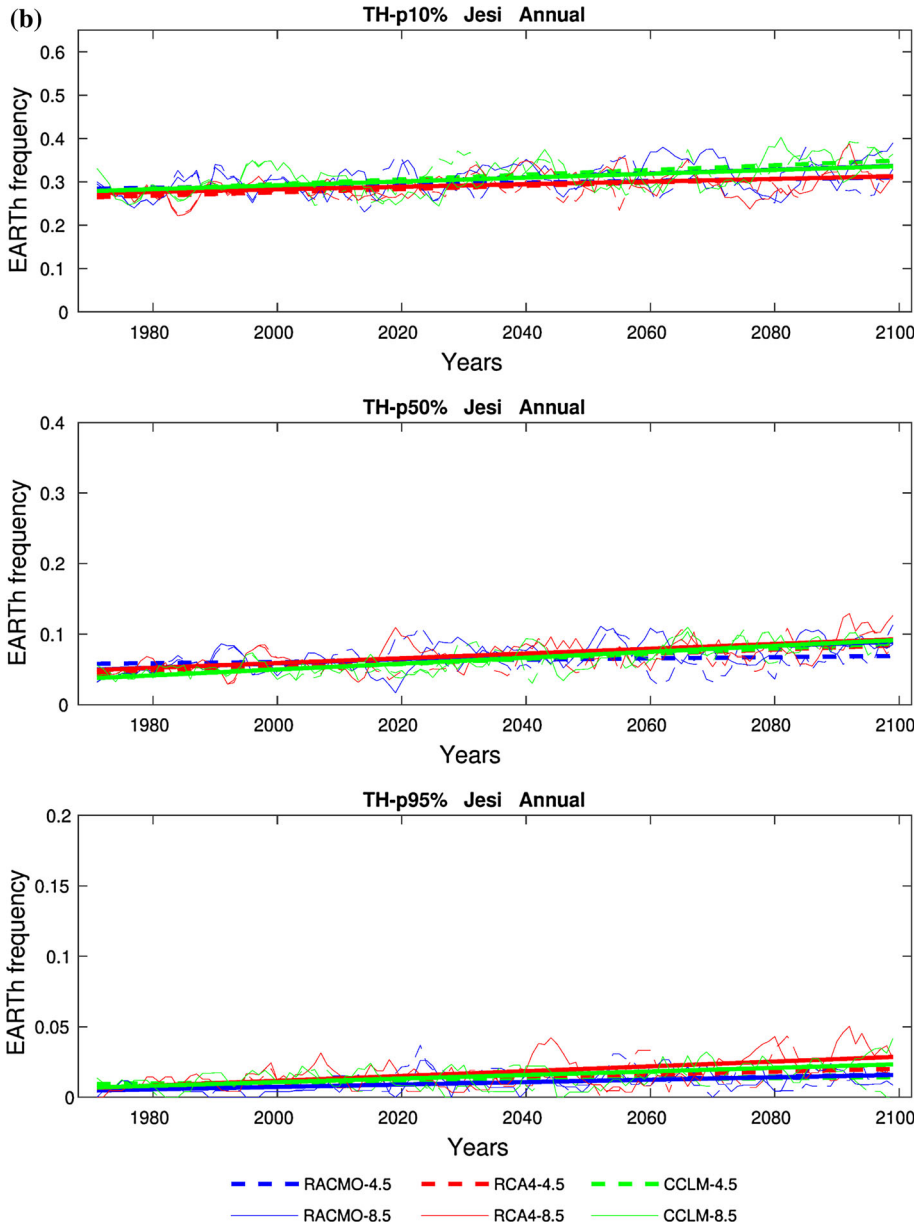 (b)
TH-p10% Jesi Annual
EARTh frequency
0.6
0.5
0.4
0.3
0.2
0.1
0
1980 2000 2020 2040 2060 2080 2100
Years
TH-p50% Jesi Annual
EARTh frequency
0.4
0.3
0.2
0.1
0
1980 2000 2020 2040 2060 2080 2100
Years
TH-p95% Jesi Annual
EARTh frequency
0.2
0.15
0.1
0.05
0
1980 2000 2020 2040 2060 2080 2100
Years
RACMO-4.5 RCA4-4.5 CCLM-4.5
RACMO-8.5 RCA4-8.5 CCLM-8.5